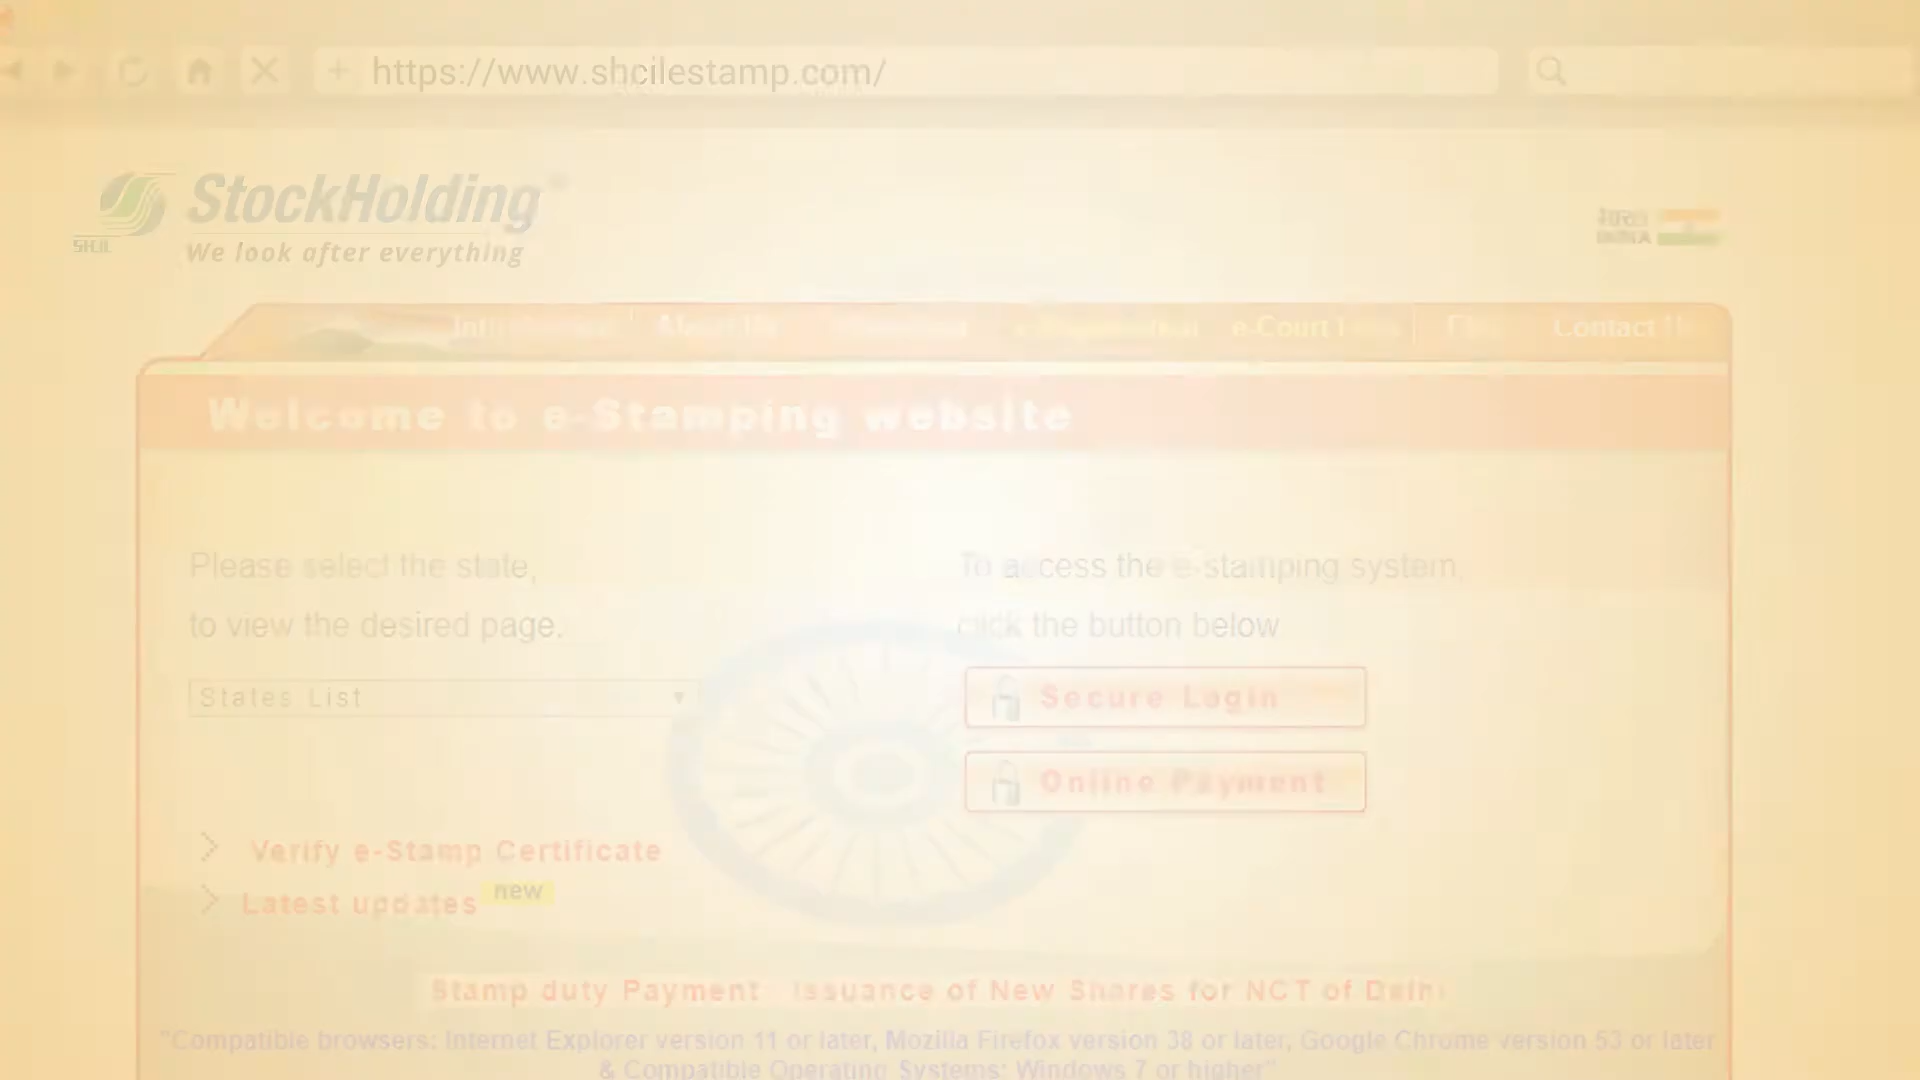 https://www.shcilestamp.com/
StockHolding
SHCIL
We look after everything
INDIA
e-Court
Contact
Welcome to e-Stamping website
Please select the state,
to view the desired page.
To access the e-stamping system,
click the button below
States List
Secure Login
Online Payment
Verify e-Stamp Certificate
Latest updates new
Stamp duty Payment Issuance of New Shares for NCT of Delhi
"Compatible browsers: Internet Explorer version 11 or later, Mozilla Firefox version 38 or later, Google Chrome version 53 or later
& Compatible Operating Systems: Windows 7 or higher"